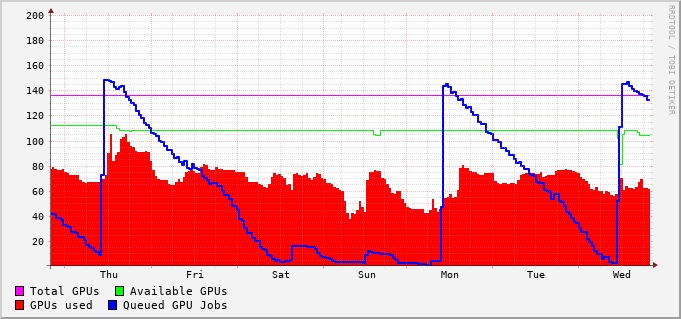 200
180
160
140
120
100
80
60
40
20
Thu Fri Sat Sun Mon Tue Wed
Total GPUs Available GPUs
GPUs used Queued GPU Jobs
RRDTOOL / TOBI OETIKER